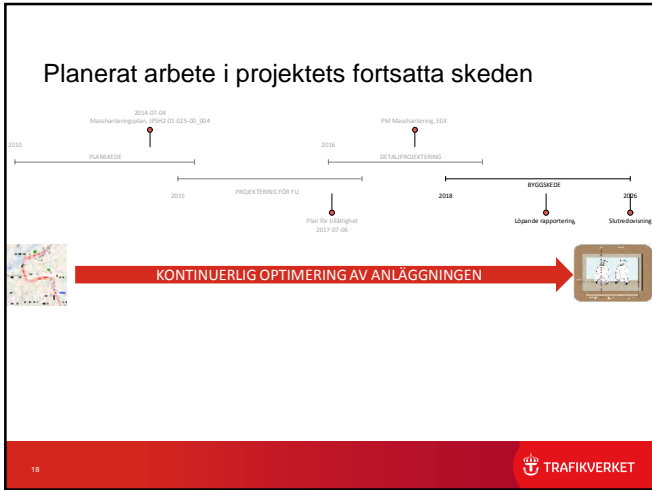 Planerat arbete i projektets fortsatta skeden
2014-07-04
Masshanteringsplan, JPSH2-01-025-00_004
PM Masshantering, E0X
2010
2016
PLANSKEDE
DETALJPROJEKTERING
BYGGSKEDE
PROJEKTERING FÖR FU
2015
2018
2026
Plan för tillåtlighet
2017-07-06
Löpande rapportering
Slutredovisning
KONTINUERLIG OPTIMERING AV ANLÄGGNINGEN
18
TRAFIKVERKET